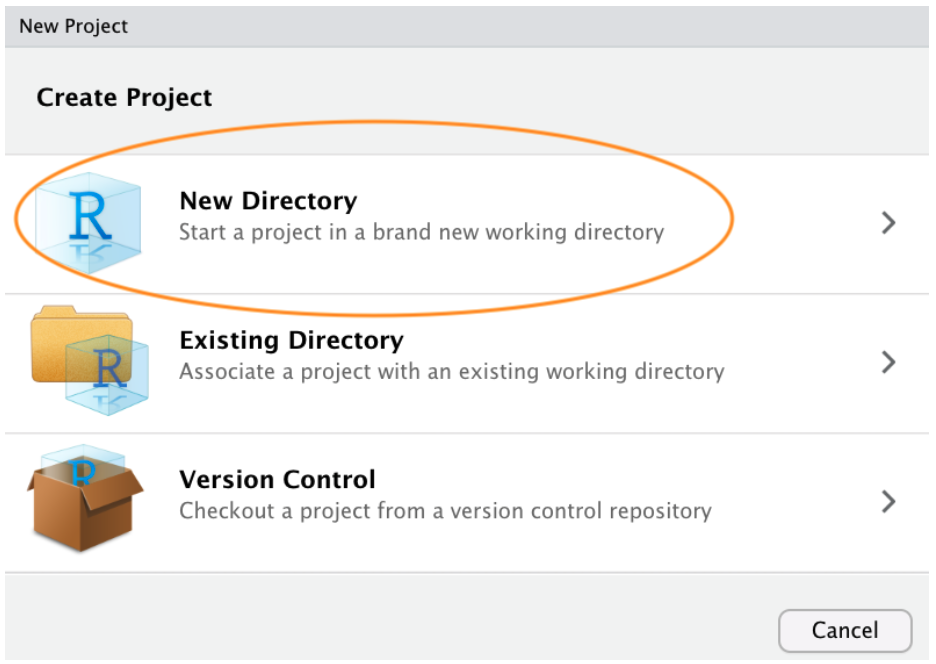 New Project
Create Project
R
New Directory
Start a project in a brand new working directory
R
Existing Directory
Associate a project with an existing working directory
R
Version Control
Checkout a project from a version control repository
Cancel